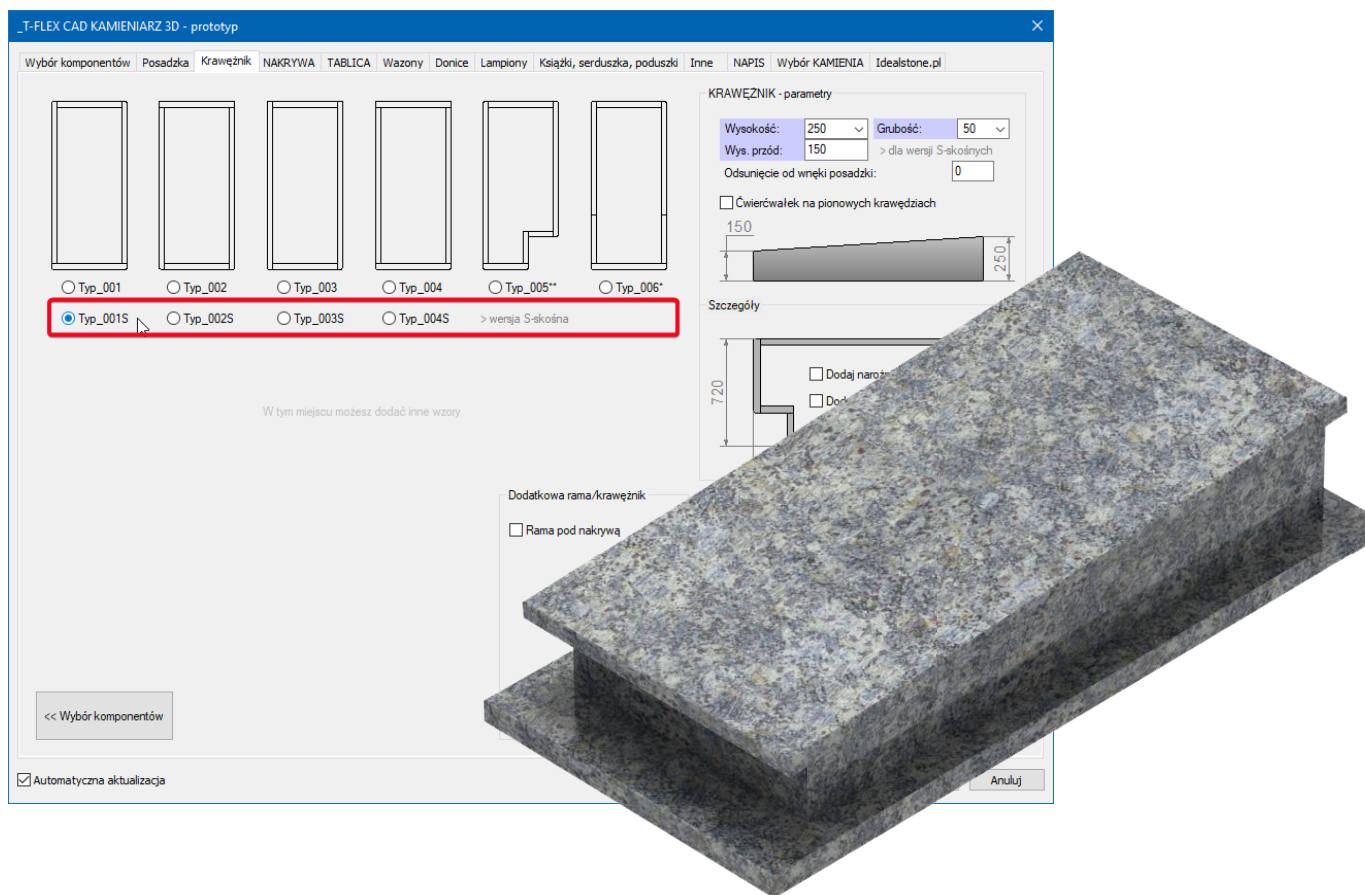 _T-FLEX CAD KAMIENIARZ 3D - prototyp
Wybór komponentów Posadzka Krawężnik NAKRYWA TABLICA Wazony Donice Lampiony Książki, serduszka, poduszki Inne NAPIS Wybór KAMIENIA Idealstone.pl
KRAWĘŻNIK - parametry
Wysokość: 250 Grubość: 50
Wys. przód: 150 > dla wersji S-skośnych
Odsunięcie od wnęki posadzki: 0
Ćwierćwałek na pionowych krawędziach
150
250
Typ_001 Typ_002 Typ_003 Typ_004 Typ_005** Typ_006*
Typ_001S Typ_002S Typ_003S Typ_004S > wersja S-skośna
Szczegóły
720
Dodaj
W tym miejscu możesz dodać inne wzory
Dodatkowa rama/krawężnik
Rama pod nakrywą
<< Wybór komponentów
Automatyczna aktualizacja
Anuluj